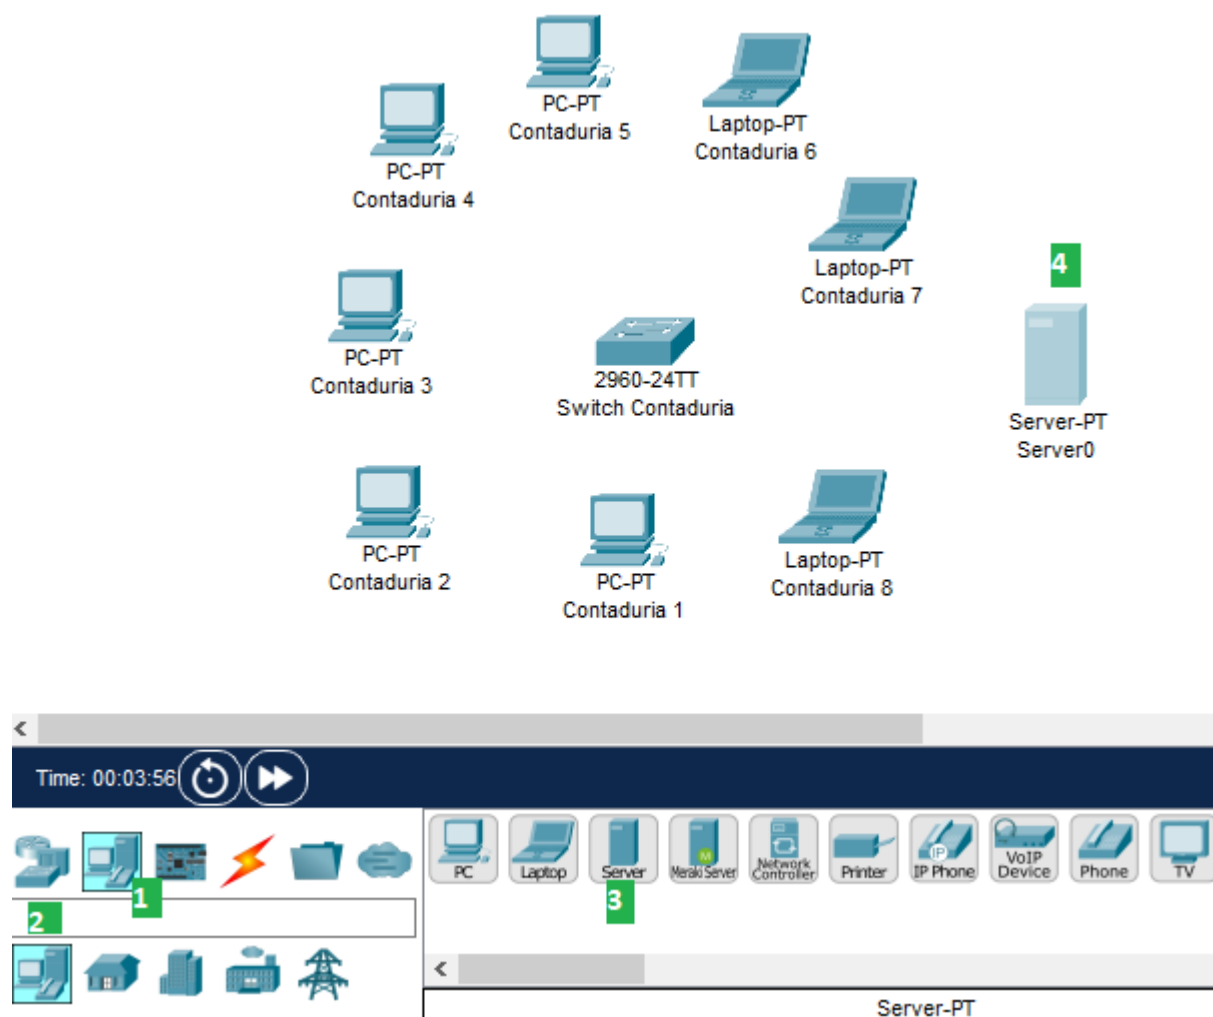 PC-PT
Contaduria 5
Laptop-PT
Contaduria 6
PC-PT
Contaduria 4
Laptop-PT
Contaduria 7
4
PC-PT
Contaduria 3
2960-24TT
Switch Contaduria
Server-PT
Server0
PC-PT
Contaduria 2
PC-PT
Contaduria 1
Laptop-PT
Contaduria 8
Time: 00:03:56
PC
Laptop
Server
Meraki Server
M
Network
Controller
Printer
IP
IP Phone
VoIP
Device
Phone
TV
1
2
3
Server-PT